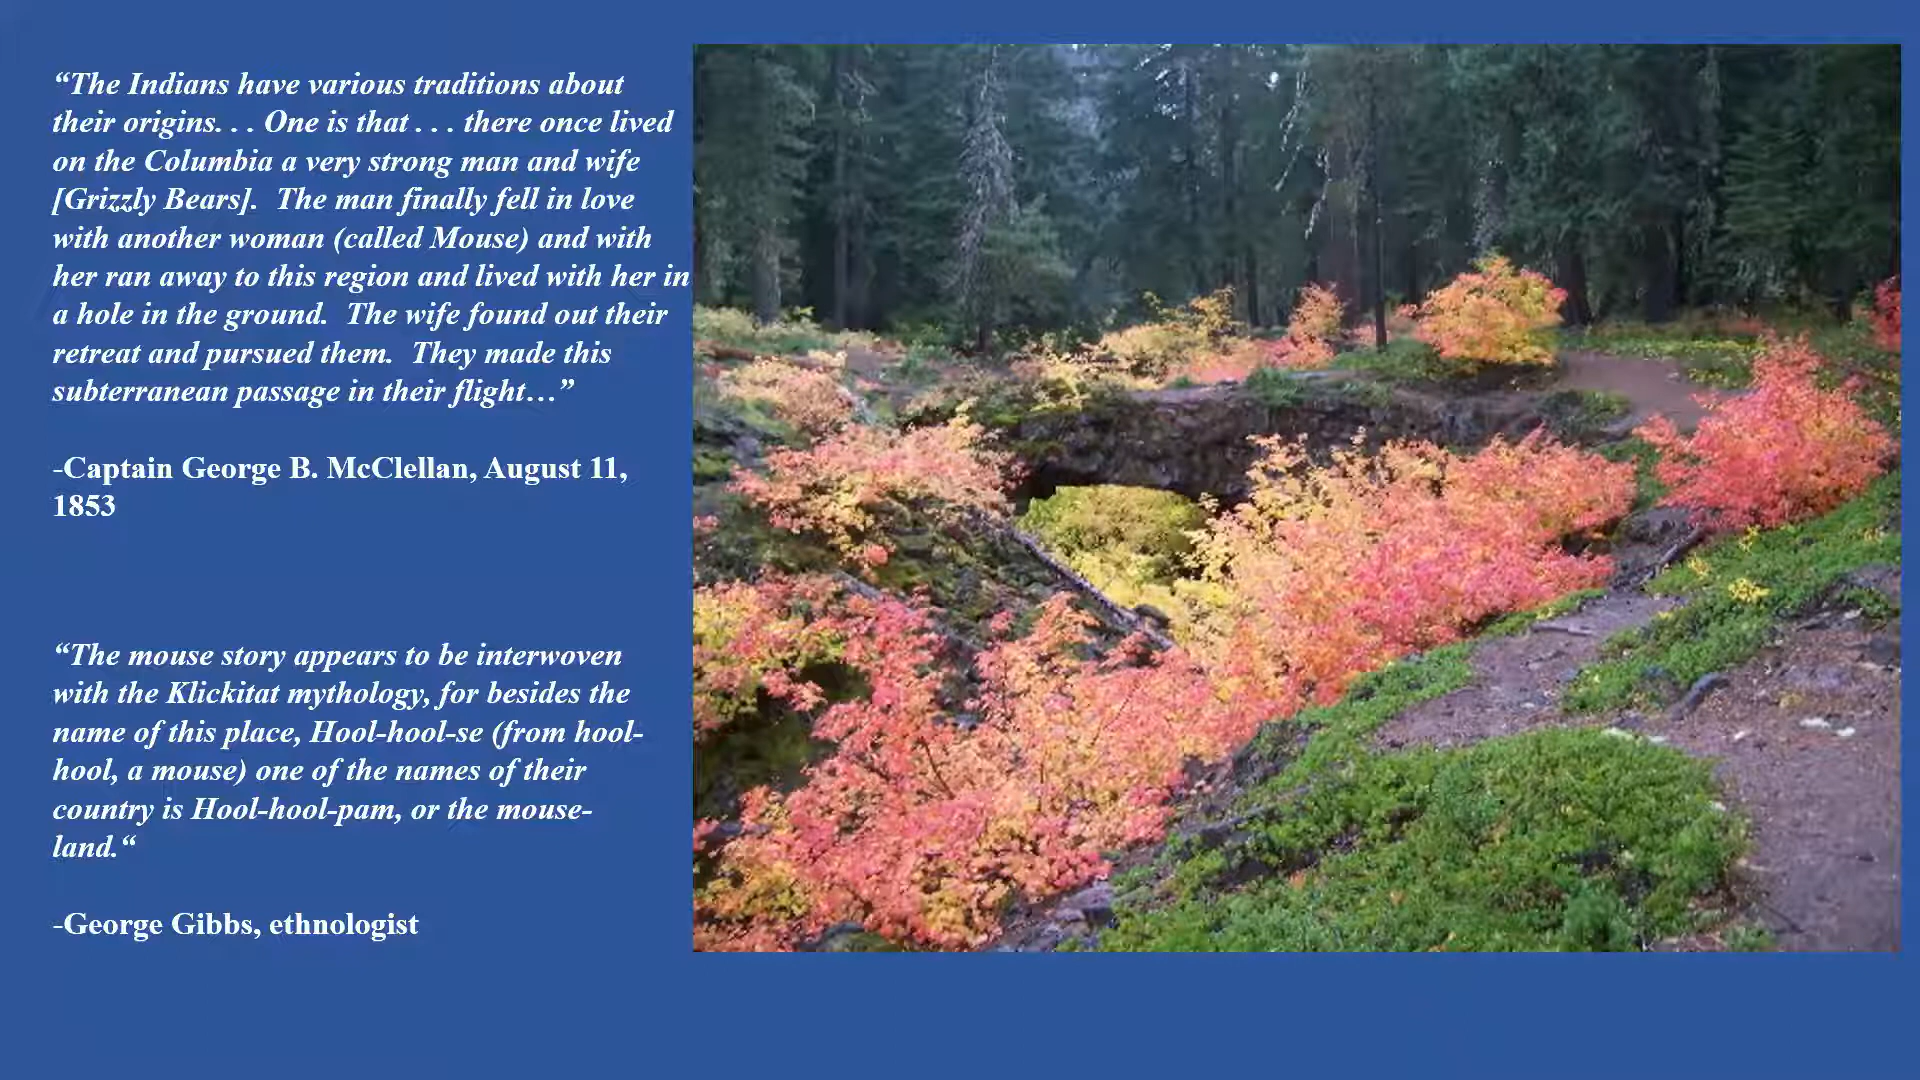 “The Indians have various traditions about
their origins. . . One is that . . . there once lived
on the Columbia a very strong man and wife
[Grizzly Bears].  The man finally fell in love
with another woman (called Mouse) and with
her ran away to this region and lived with her in
a hole in the ground.  The wife found out their
retreat and pursued them.  They made this
subterranean passage in their flight…”
-Captain George B. McClellan, August 11,
1853
“The mouse story appears to be interwoven
with the Klickitat mythology, for besides the
name of this place, Hool-hool-se (from hool-
hool, a mouse) one of the names of their
country is Hool-hool-pam, or the mouse-
land.“
-George Gibbs, ethnologist